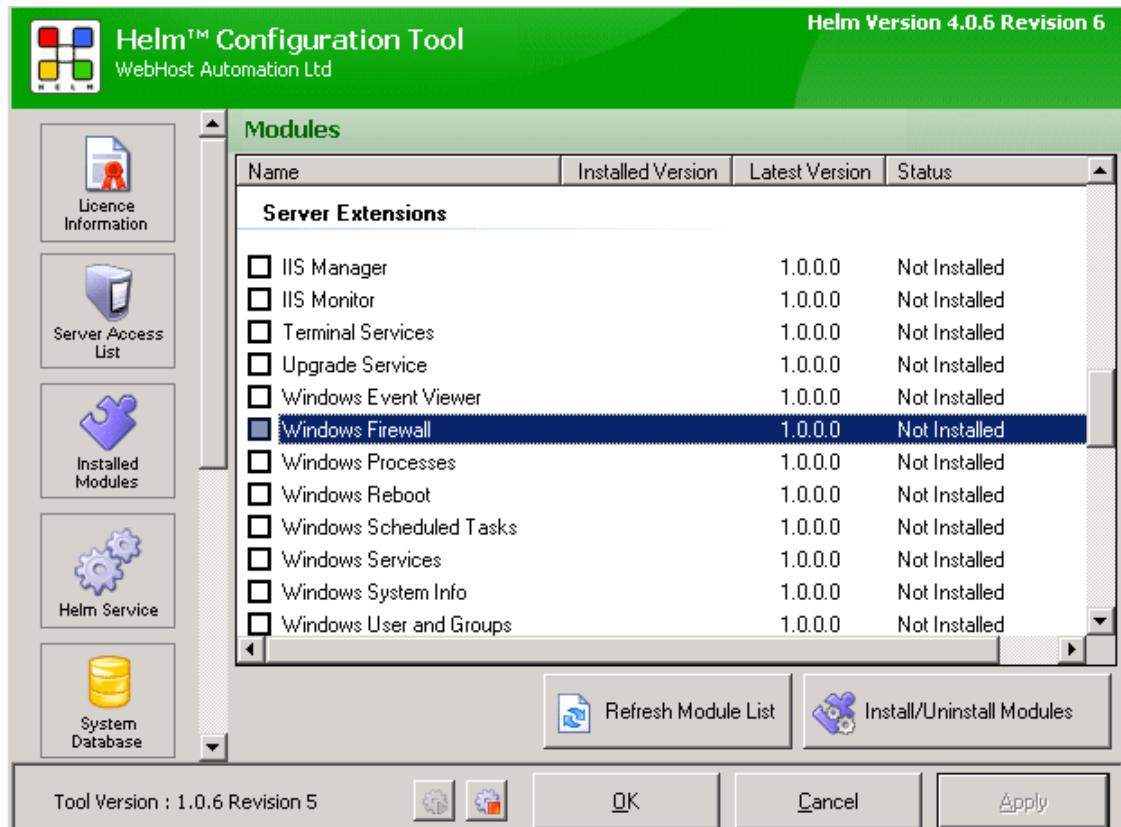 Helm Version 4.0.6 Revision 6
Helm™ Configuration Tool
WebHost Automation Ltd
H E L M
Licence
Information
Server Access
List
Installed
Modules
Helm Service
System
Database
Modules
Name Installed Version Latest Version Status
Server Extensions
IIS Manager 1.0.0.0 Not Installed
IIS Monitor 1.0.0.0 Not Installed
Terminal Services 1.0.0.0 Not Installed
Upgrade Service 1.0.0.0 Not Installed
Windows Event Viewer 1.0.0.0 Not Installed
Windows Firewall 1.0.0.0 Not Installed
Windows Processes 1.0.0.0 Not Installed
Windows Reboot 1.0.0.0 Not Installed
Windows Scheduled Tasks 1.0.0.0 Not Installed
Windows Services 1.0.0.0 Not Installed
Windows System Info 1.0.0.0 Not Installed
Windows User and Groups 1.0.0.0 Not Installed
Refresh Module List Install/Uninstall Modules
Tool Version : 1.0.6 Revision 5 OK Cancel Apply